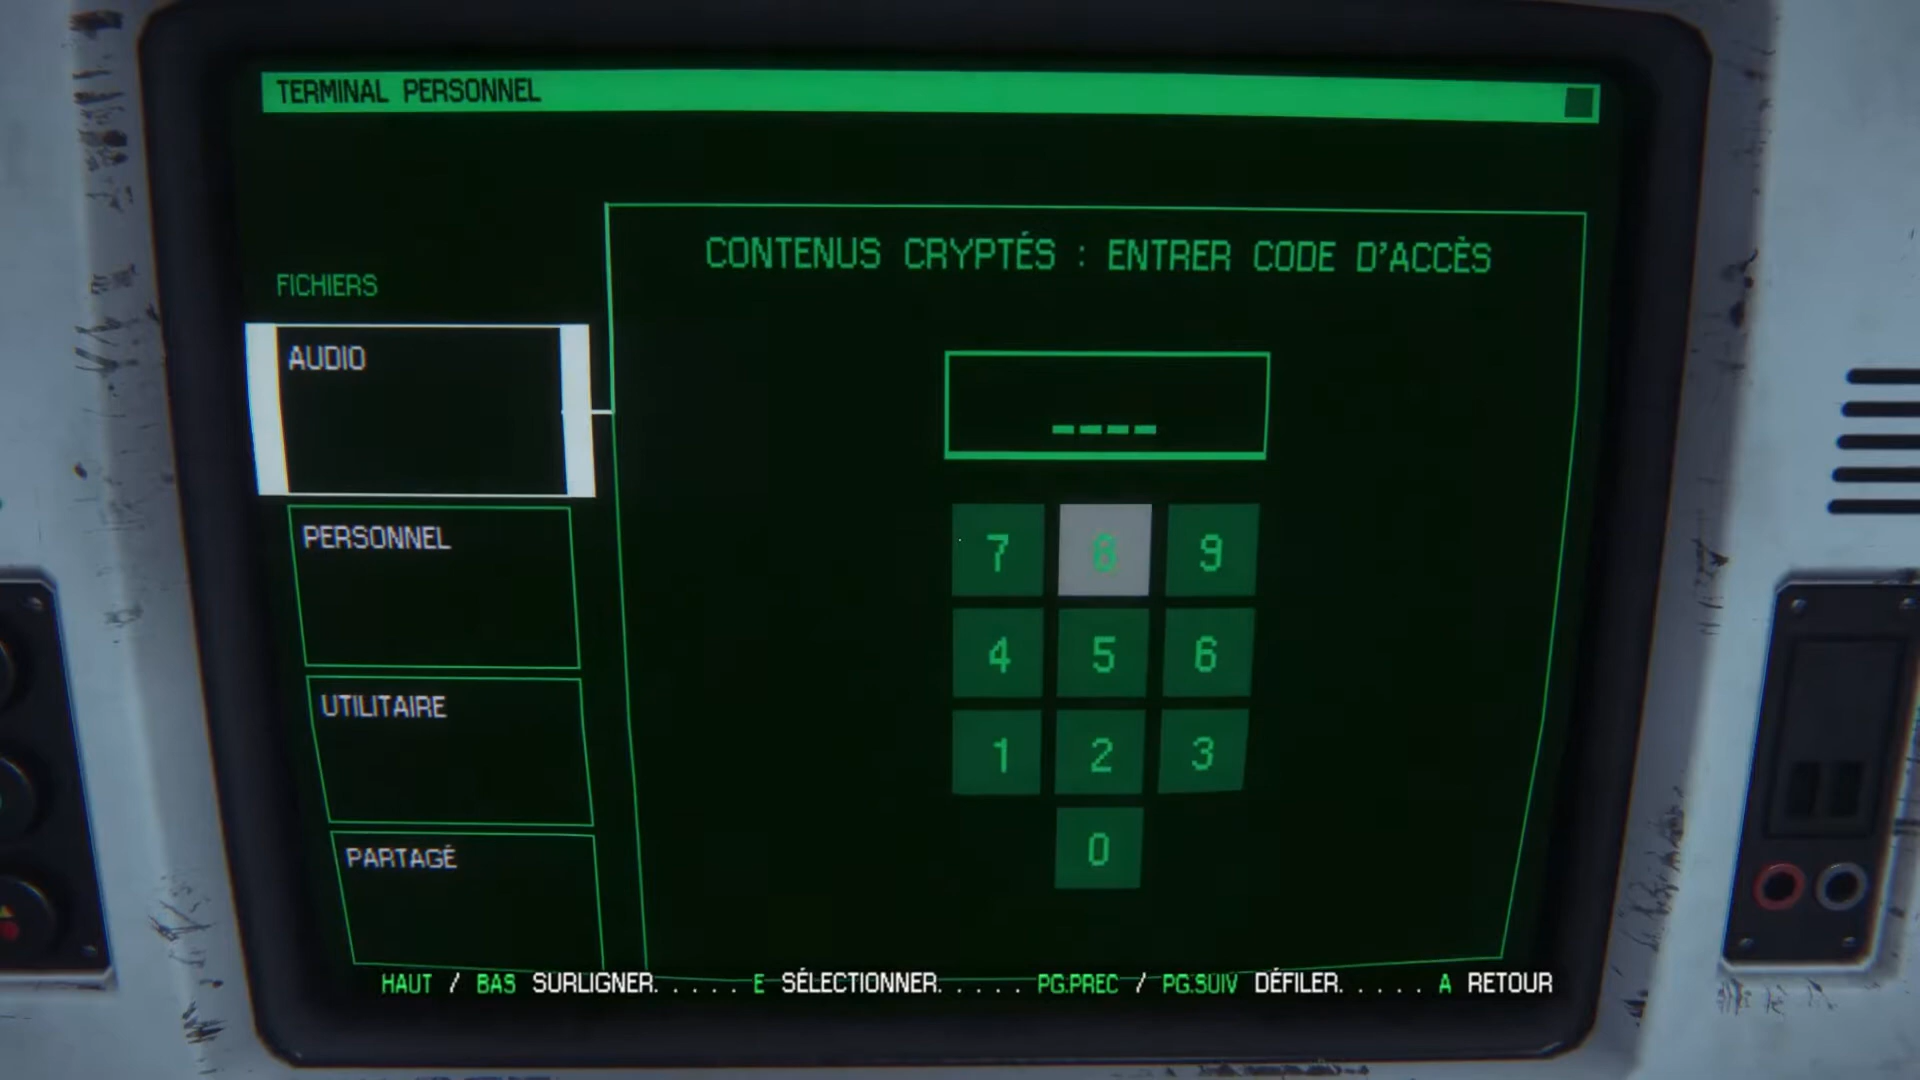 TERMINAL PERSONNEL
CONTENUS CRYPTÉS : ENTRER CODE D'ACCÈS
FICHIERS
AUDIO
PERSONNEL
UTILITAIRE
PARTAGÉ
----
7 8 9
4 5 6
1 2 3
0
HAUT / BAS SURLIGNER. . . . . E SÉLECTIONNER. . . . . PG.PREC / PG.SUIV DÉFILER. . . . . A RETOUR